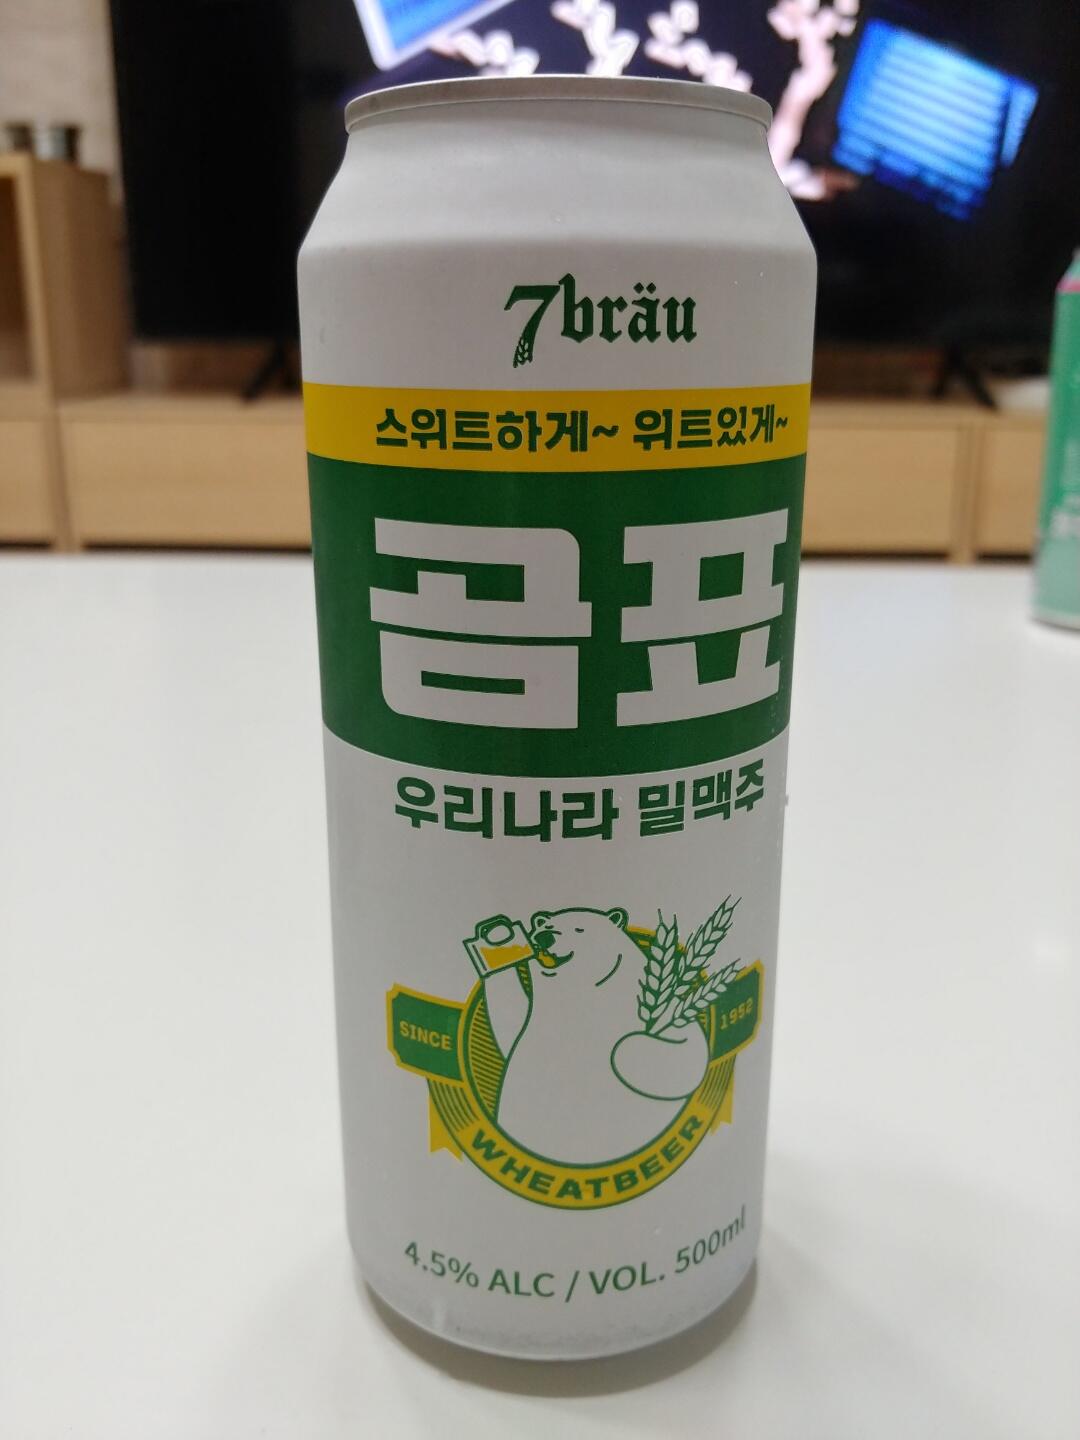 7bräu
스위트하게~ 위트있게~
곰표
우리나라 밀맥주
SINCE 1952
WHEATBEER
4.5% ALC / VOL. 500ml